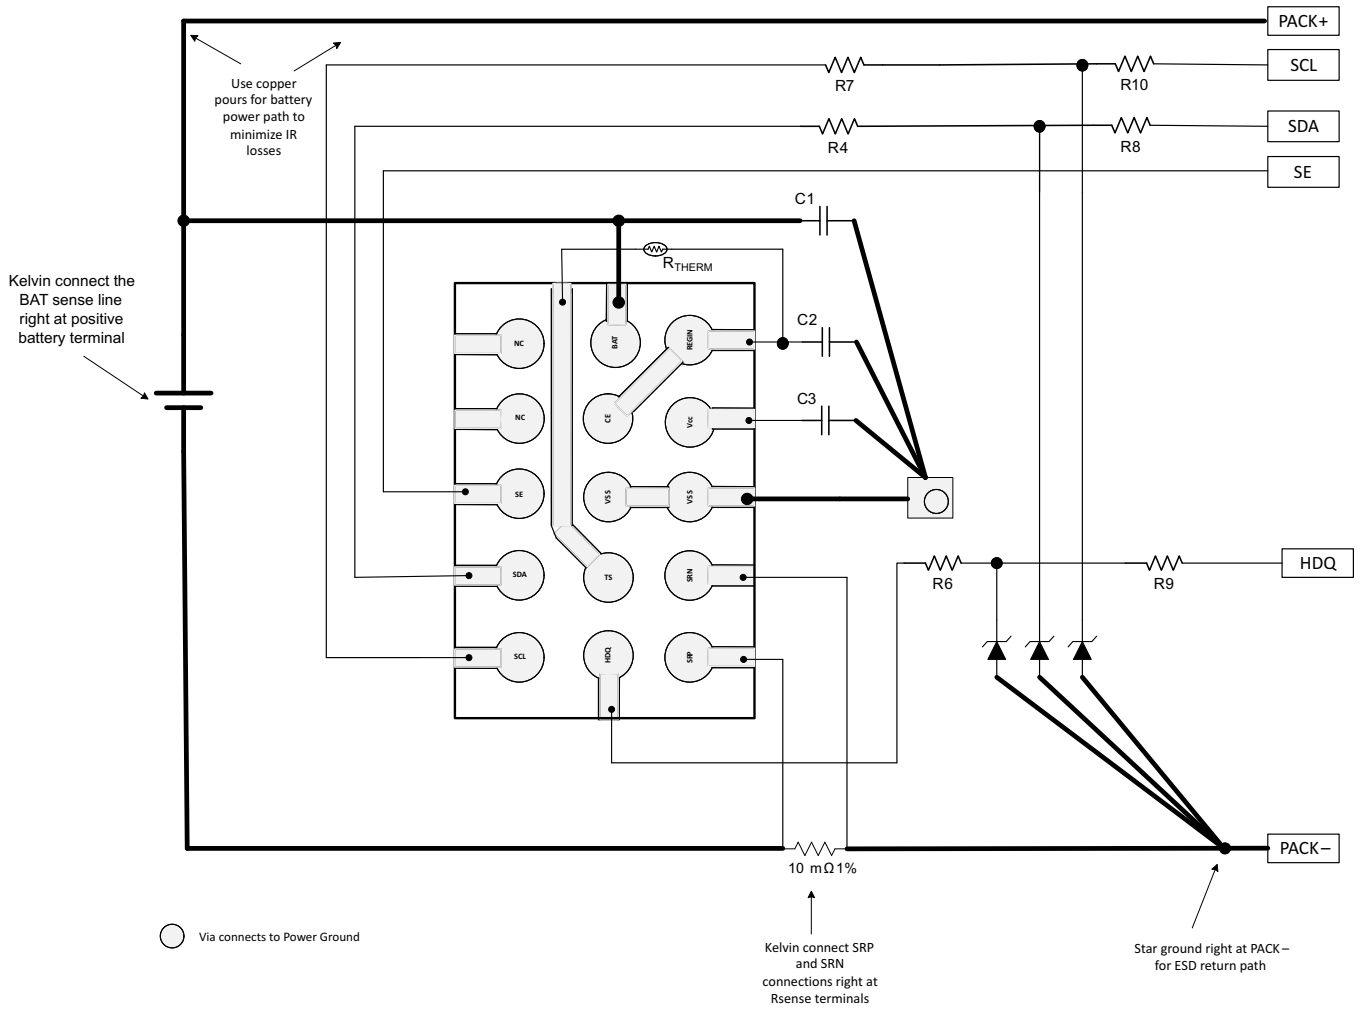 PACK+
SCL
R7
R10
Use copper
pours for battery
power path to
minimize IR
losses
SDA
R4
R8
SE
C1
RTHERM
Kelvin connect the
BAT sense line
right at positive
battery terminal
NC
BAT
REGIN
C2
NC
CE
Vcc
C3
SE
VSS
VSS
SDA
TS
SRN
R6
R9
HDQ
SCL
HDQ
SRP
10 mΩ1%
PACK–
Via connects to Power Ground
Kelvin connect SRP
and SRN
connections right at
Rsense terminals
Star ground right at PACK–
for ESD return path